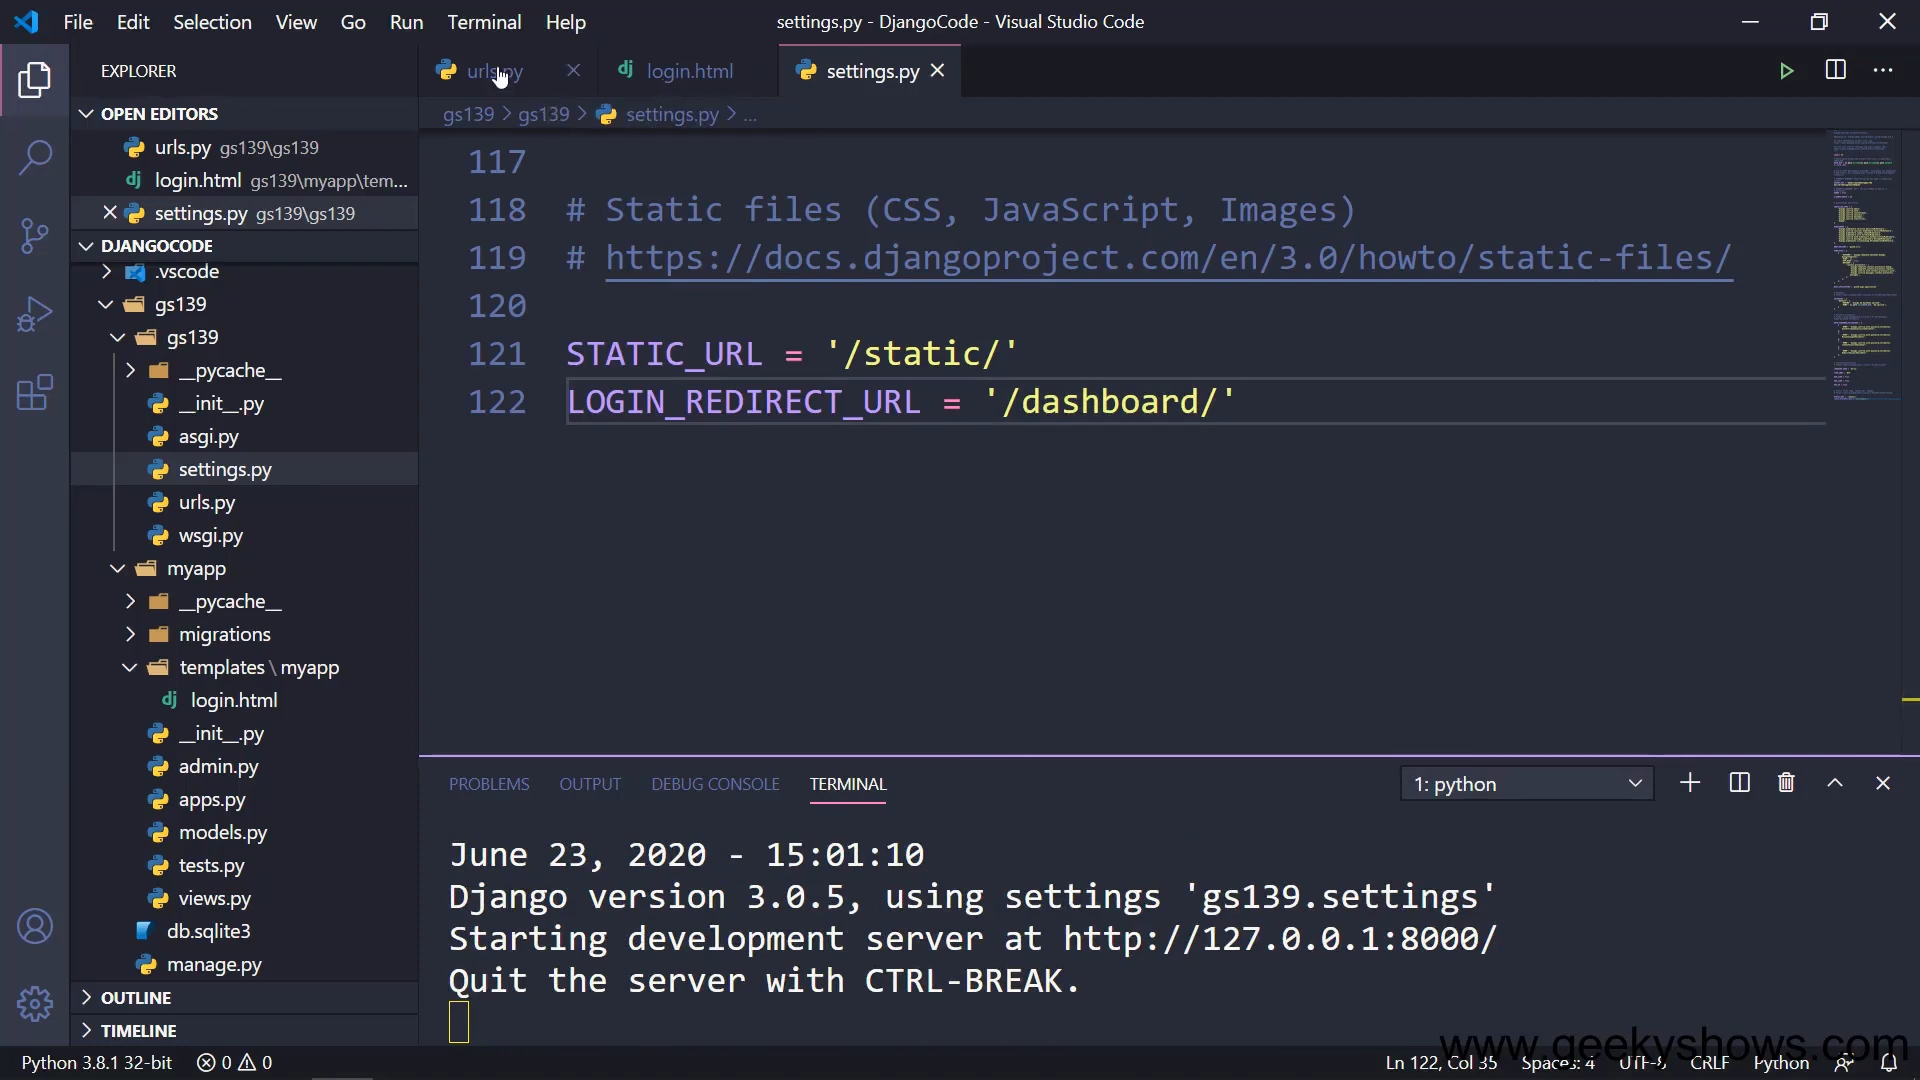 File Edit Selection View Go Run Terminal Help
settings.py - DjangoCode - Visual Studio Code
EXPLORER
OPEN EDITORS
urls.py gs139\gs139
login.html gs139\myapp\tem...
settings.py gs139\gs139
DJANGOCODE
.vscode
gs139
gs139
__pycache__
__init__.py
asgi.py
settings.py
urls.py
wsgi.py
myapp
__pycache__
migrations
templates \ myapp
dj login.html
__init__.py
admin.py
apps.py
models.py
tests.py
views.py
db.sqlite3
manage.py
OUTLINE
TIMELINE
urls.py dj login.html settings.py
gs139 > gs139 > settings.py > ...
117
118 # Static files (CSS, JavaScript, Images)
119 # https://docs.djangoproject.com/en/3.0/howto/static-files/
120
121 STATIC_URL = '/static/'
122 LOGIN_REDIRECT_URL = '/dashboard/'
PROBLEMS OUTPUT DEBUG CONSOLE TERMINAL
1: python
June 23, 2020 - 15:01:10
Django version 3.0.5, using settings 'gs139.settings'
Starting development server at http://127.0.0.1:8000/
Quit the server with CTRL-BREAK.
www.geekyshows.com
Python 3.8.1 32-bit 0 0 Ln 122, Col 35 Spaces: 4 UTF-8 CRLF Python